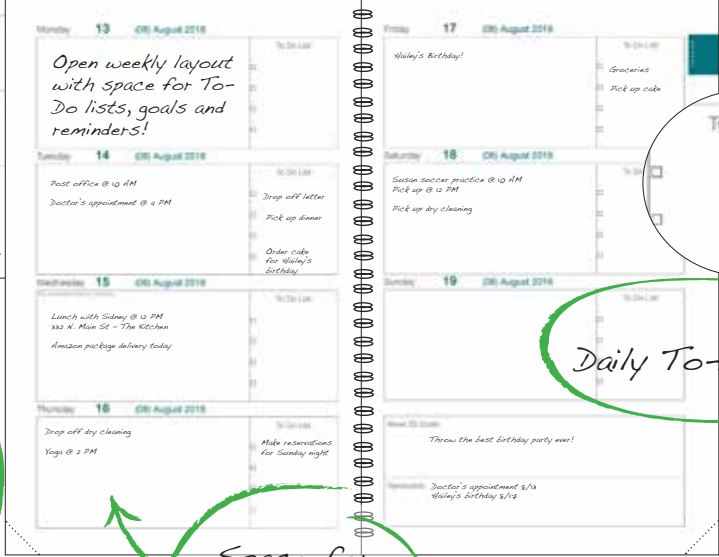 Monday 13 (08) August 2018
To Do List
Open weekly layout
with space for To-
Do lists, goals and
reminders!
Tuesday 14 (08) August 2018
To Do List
Post office @ 10 AM
Doctor's appointment @ 4 PM
Drop off letter
Pick up dinner
Order cake
for Hailey's
birthday
Wednesday 15 (08) August 2018
To Do List
Lunch with Sidney @ 12 PM
332 N. Main St - The Kitchen
Amazon package delivery today
Thursday 16 (08) August 2018
To Do List
Drop off dry cleaning
Yoga @ 2 PM
Make reservations
for Sunday night
Friday 17 (08) August 2018
To Do List
Hailey's Birthday!
Groceries
Pick up cake
Saturday 18 (08) August 2018
To Do
Susan soccer practice @ 10 AM
Pick up @ 12 PM
Pick up dry cleaning
Sunday 19 (08) August 2018
To Do List
Daily To-
Throw the best birthday party ever!
Reminders
Doctor's appointment 8/13
Hailey's birthday 8/17